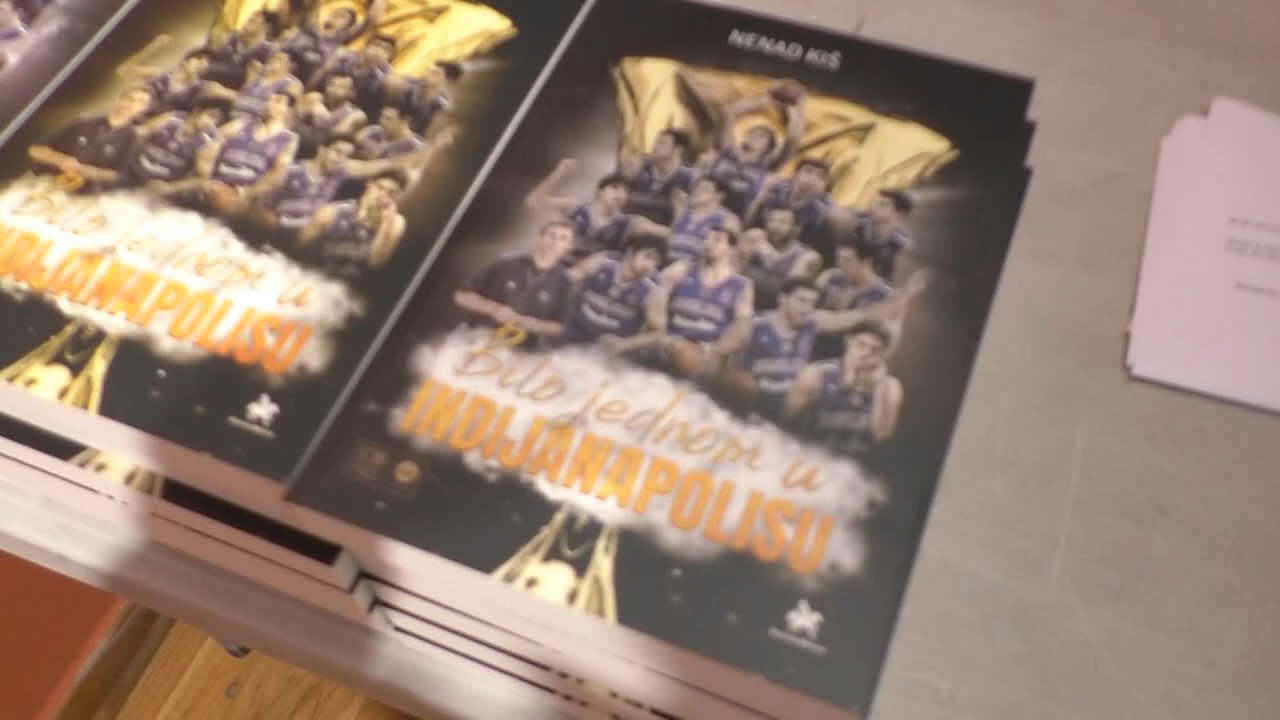 NENAD KIŠ
Bilo jednom u
INDIJANAPOLISU
Bilo jednom u
INDIJANAPOLISU